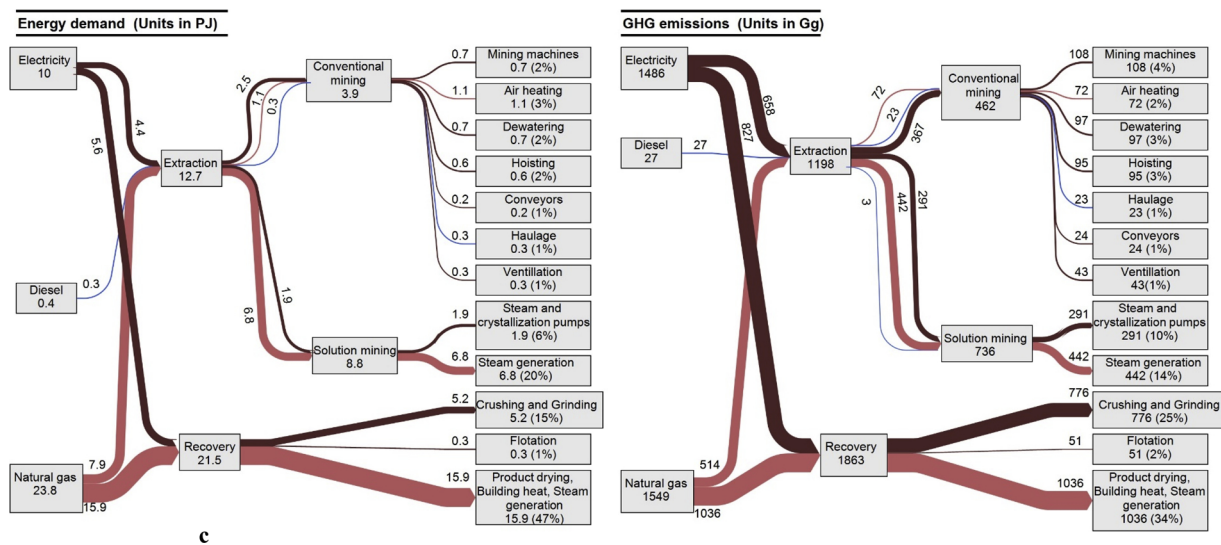 Energy demand (Units in PJ)
Electricity
10
4.4
5.6
Diesel
0.4
0.3
Natural gas
23.8
7.9
15.9
Extraction
12.7
2.5
1.1
0.3
1.9
6.8
Conventional
mining
3.9
Solution mining
8.8
Recovery
21.5
0.7
Mining machines
0.7 (2%)
1.1
Air heating
1.1 (3%)
0.7
Dewatering
0.7 (2%)
0.6
Hoisting
0.6 (2%)
0.2
Conveyors
0.2 (1%)
0.3
Haulage
0.3 (1%)
0.3
Ventillation
0.3 (1%)
1.9
Steam and
crystallization pumps
1.9 (6%)
6.8
Steam generation
6.8 (20%)
5.2
Crushing and Grinding
5.2 (15%)
0.3
Flotation
0.3 (1%)
15.9
Product drying,
Building heat, Steam
generation
15.9 (47%)
c
GHG emissions (Units in Gg)
Electricity
1486
658
827
Diesel
27
27
Natural gas
1549
514
1036
Extraction
1198
72
23
367
3
442
291
Conventional
mining
462
Solution mining
736
Recovery
1863
108
Mining machines
108 (4%)
72
Air heating
72 (2%)
97
Dewatering
97 (3%)
95
Hoisting
95 (3%)
23
Haulage
23 (1%)
24
Conveyors
24 (1%)
43
Ventillation
43(1%)
291
Steam and
crystallization pumps
291 (10%)
442
Steam generation
442 (14%)
776
Crushing and Grinding
776 (25%)
51
Flotation
51 (2%)
1036
Product drying,
Building heat, Steam
generation
1036 (34%)